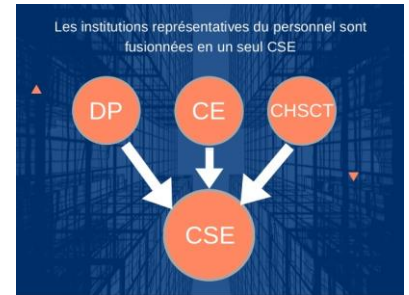 Les institutions représentatives du personnel sont
fusionnées en un seul CSE
DP
CE
CHSCT
CSE